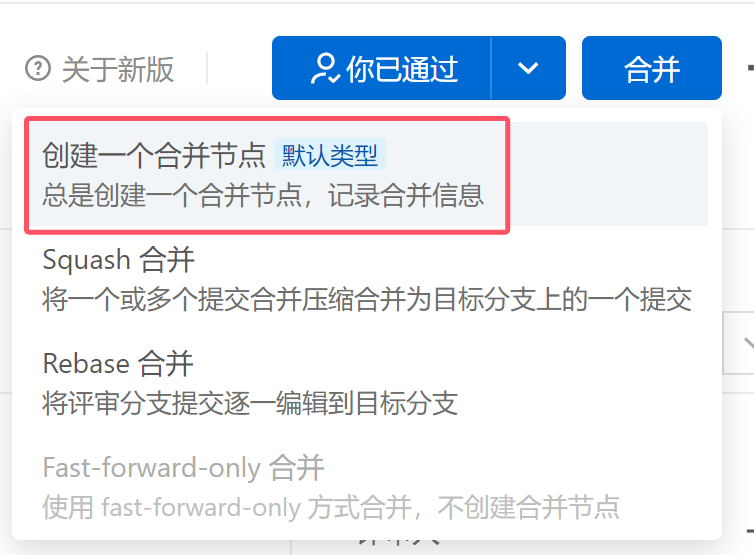 关于新版
你已通过
合并
创建一个合并节点 默认类型
总是创建一个合并节点，记录合并信息
Squash 合并
将一个或多个提交合并压缩合并为目标分支上的一个提交
Rebase 合并
将评审分支提交逐一编辑到目标分支
Fast-forward-only 合并
使用 fast-forward-only 方式合并，不创建合并节点